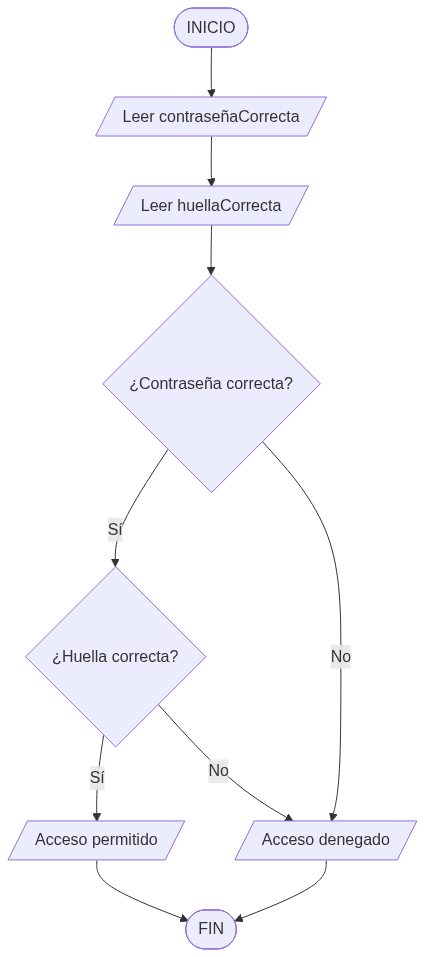 INICIO
Leer contraseñaCorrecta
Leer huellaCorrecta
¿Contraseña correcta?
Sí
¿Huella correcta?
No
Sí
No
Acceso permitido
Acceso denegado
FIN